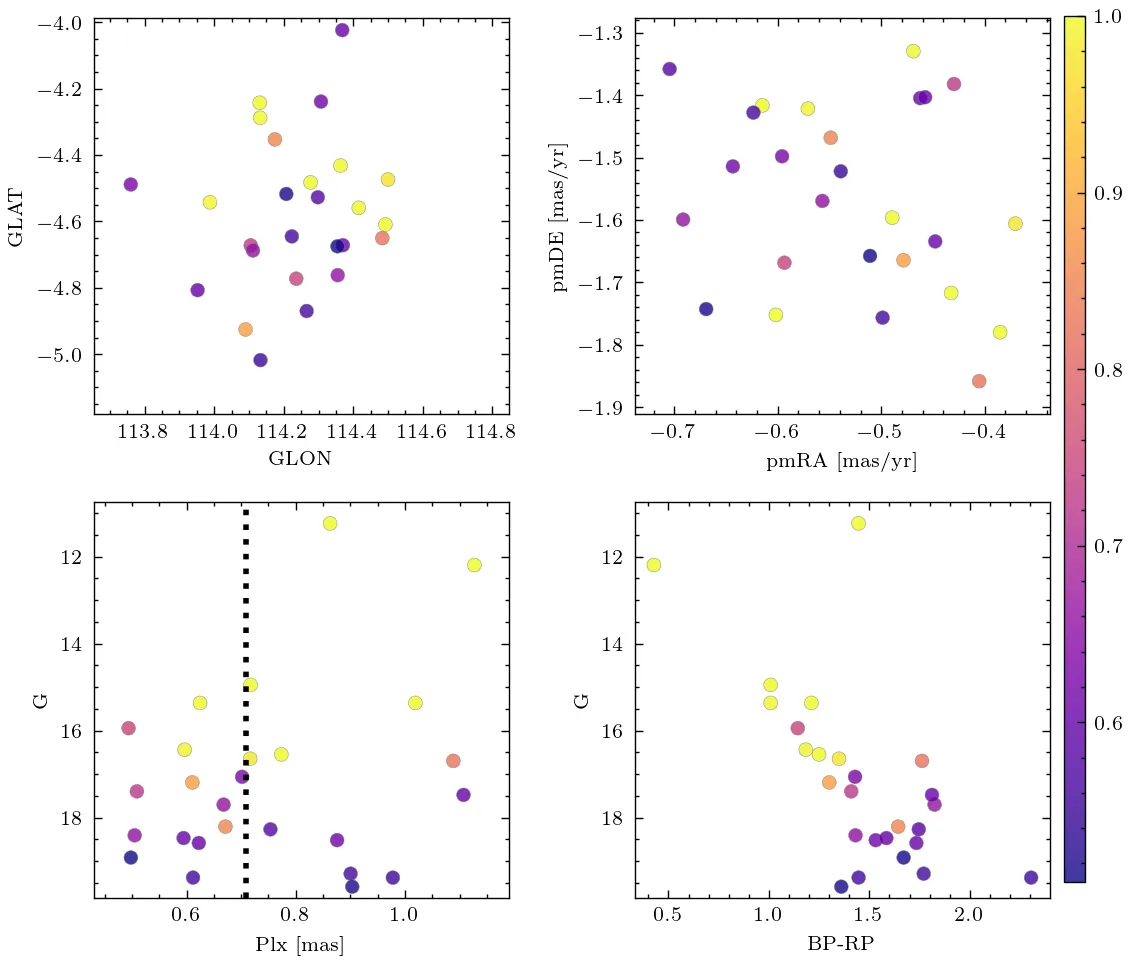 −4.0
−4.2
−4.4
−4.6
−4.8
−5.0
GLAT
113.8 114.0 114.2 114.4 114.6 114.8
GLON
−1.3
−1.4
−1.5
−1.6
−1.7
−1.8
−1.9
pmDE [mas/yr]
−0.7 −0.6 −0.5 −0.4
pmRA [mas/yr]
1.0
0.9
0.8
0.7
0.6
12
14
16
18
G
0.6 0.8 1.0
Plx [mas]
12
14
16
18
G
0.5 1.0 1.5 2.0
BP-RP